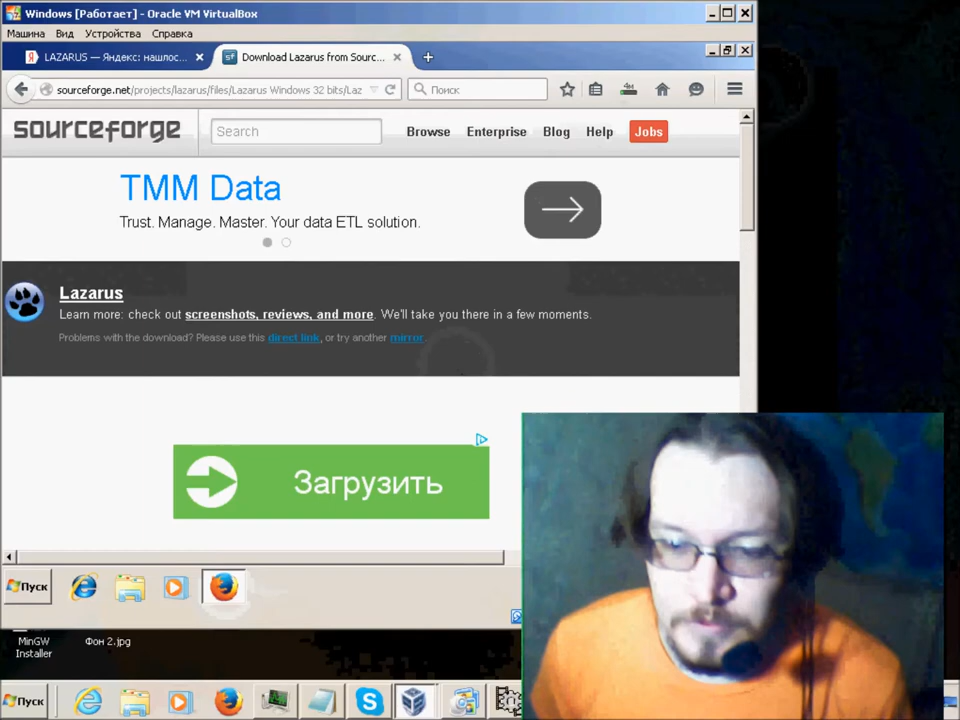 Windows [Работает] - Oracle VM VirtualBox
Машина Вид Устройства Справка
LAZARUS — Яндекс: нашлос...
Download Lazarus from Sourc...
sourceforge.net/projects/lazarus/files/Lazarus Windows 32 bits/Laz
Поиск
sourceforge
Search
Browse Enterprise Blog Help Jobs
TMM Data
Trust. Manage. Master. Your data ETL solution.
Lazarus
Learn more: check out screenshots, reviews, and more. We'll take you there in a few moments.
Problems with the download? Please use this direct link, or try another mirror.
Загрузить
Пуск
MinGW
Installer
Фон 2.jpg
Пуск